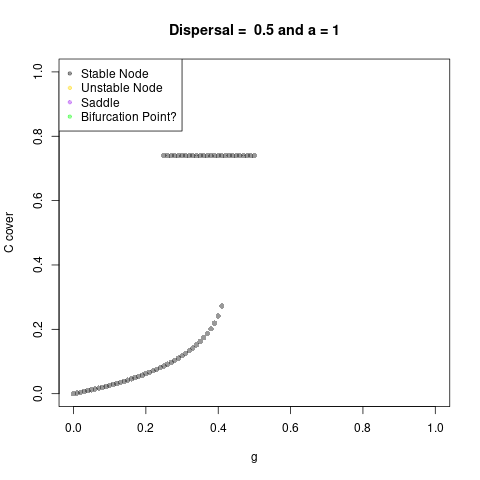 Dispersal =  0.5 and a = 1
Stable Node
Unstable Node
Saddle
Bifurcation Point?
C cover
1.0
0.8
0.6
0.4
0.2
0.0
0.0 0.2 0.4 0.6 0.8 1.0
g